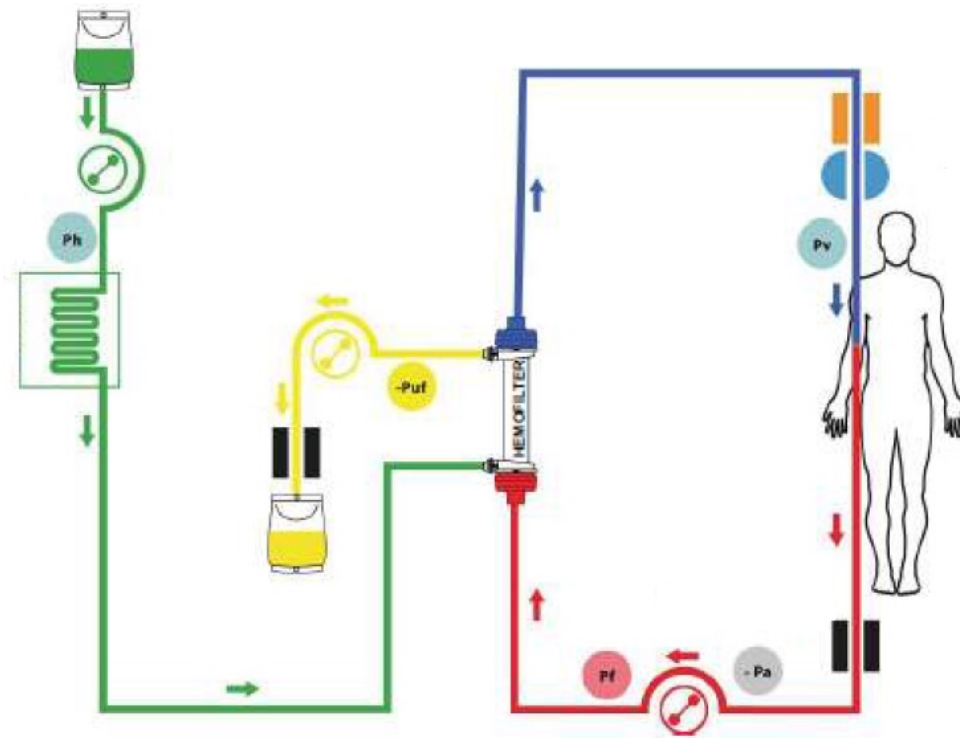 Ph
Pv
-Puf
HEMOFILTER
Pf
- Pa